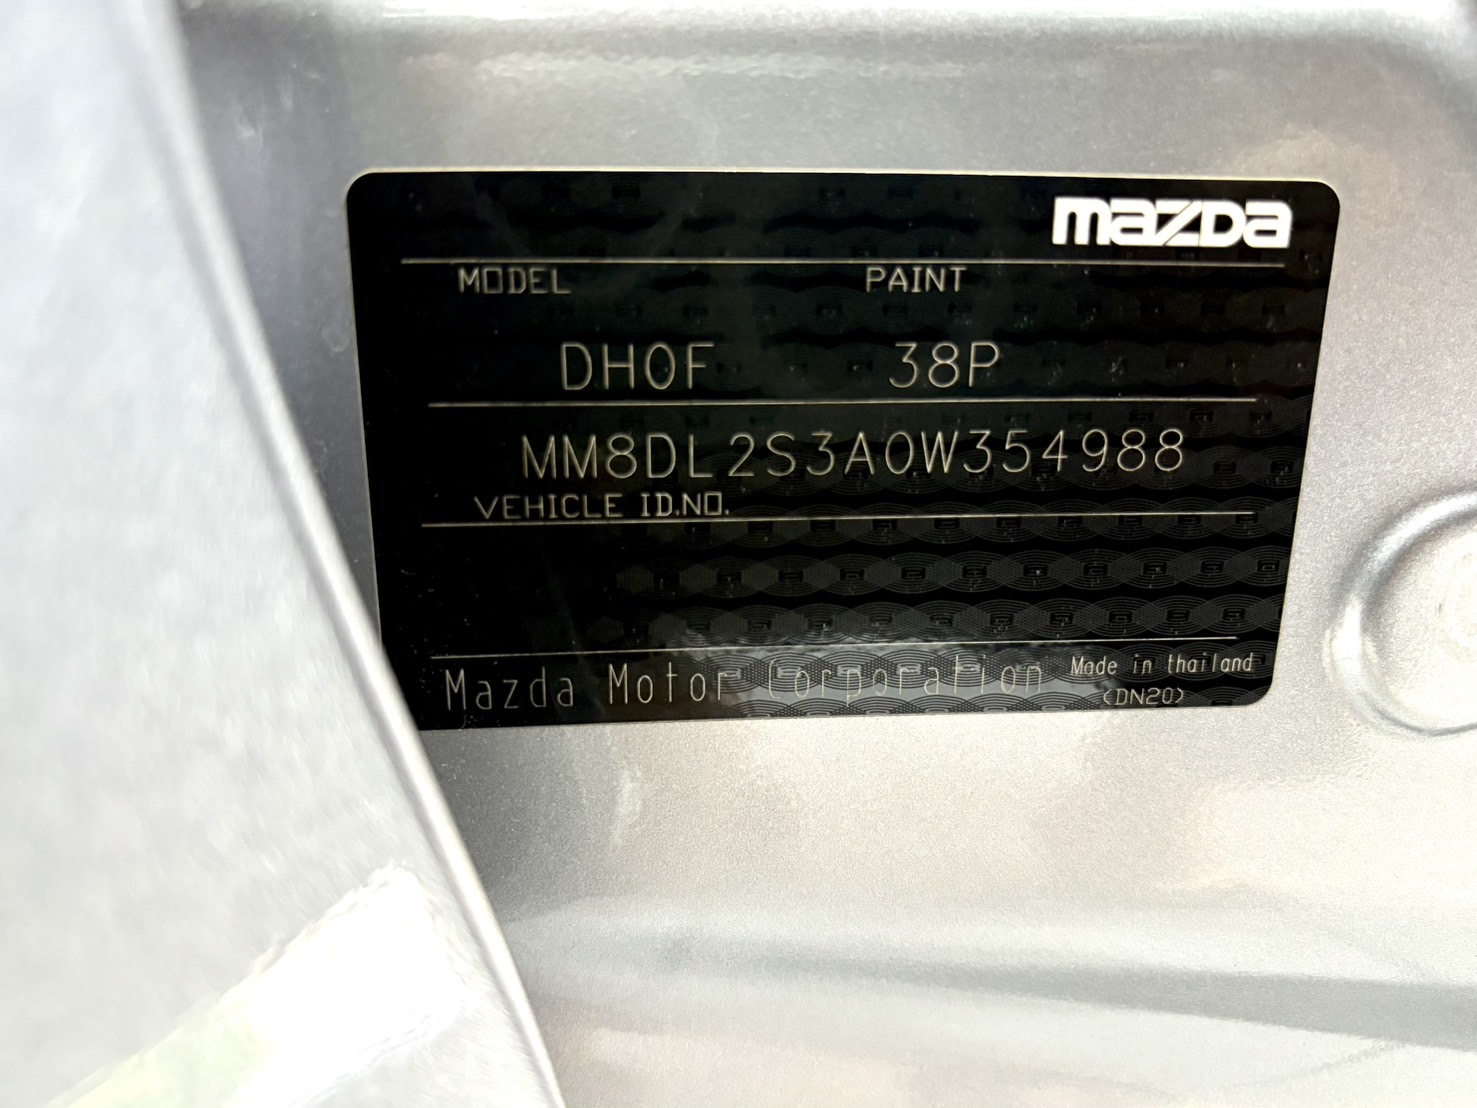 mazda
MODEL PAINT
DH0F 38P
MM8DL2S3A0W354988
VEHICLE ID.NO.
Mazda Motor Corporation Made in thailand
(DN20)